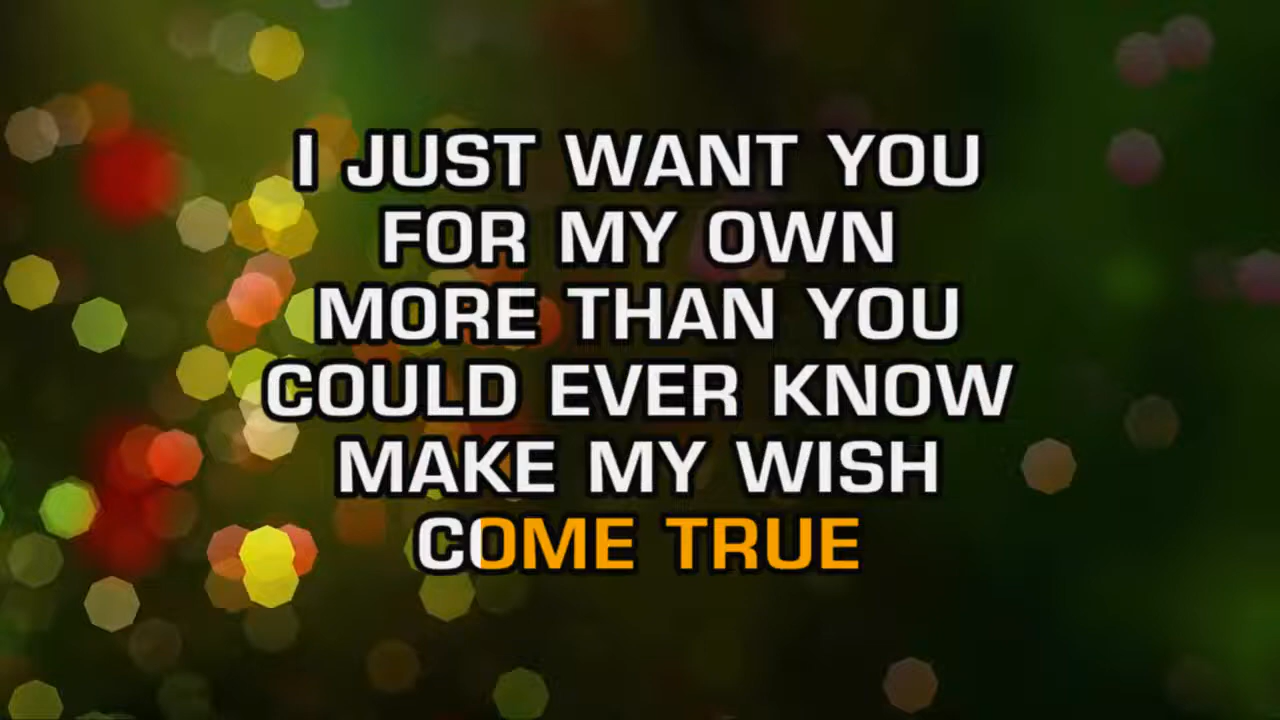 I JUST WANT YOU
FOR MY OWN
MORE THAN YOU
COULD EVER KNOW
MAKE MY WISH
COME TRUE